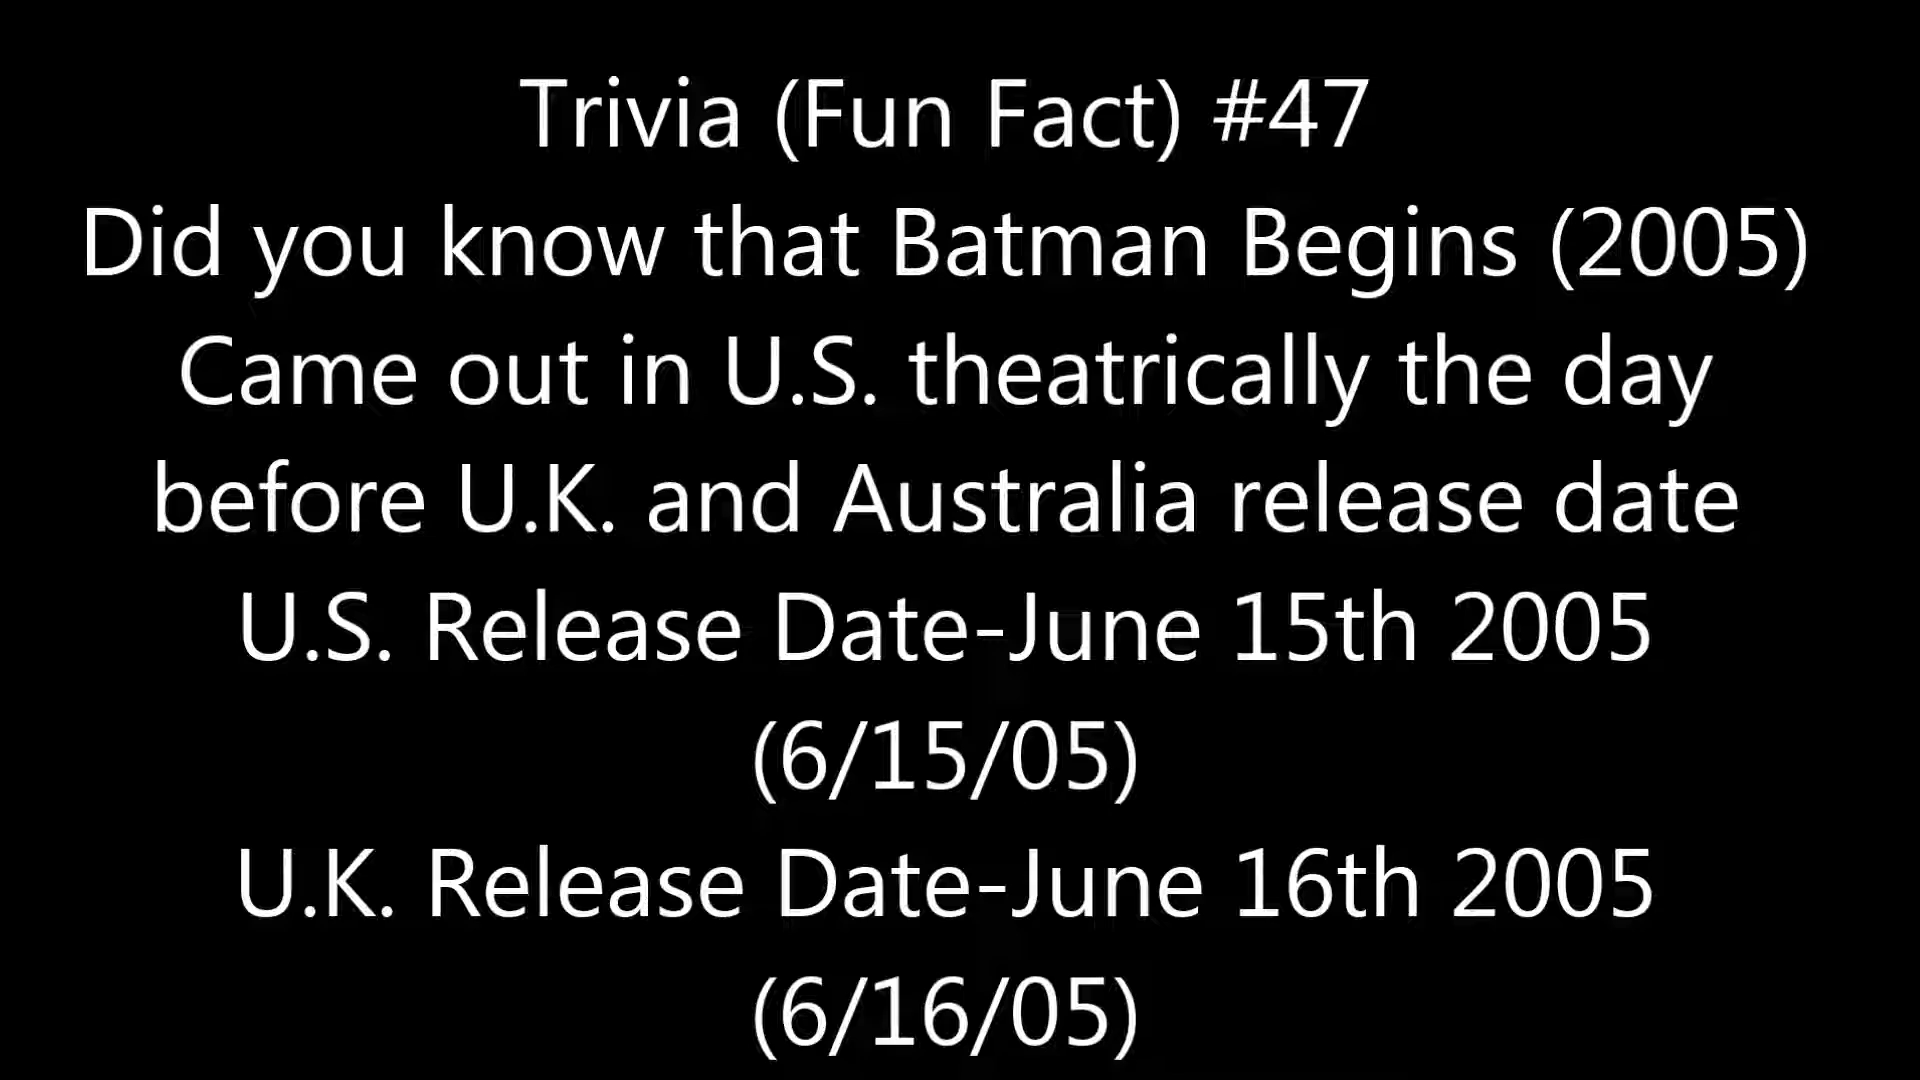 Trivia (Fun Fact) #47
Did you know that Batman Begins (2005)
Came out in U.S. theatrically the day
before U.K. and Australia release date
U.S. Release Date-June 15th 2005
(6/15/05)
U.K. Release Date-June 16th 2005
(6/16/05)